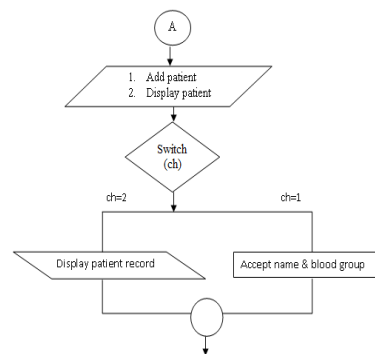 A
1. Add patient
2. Display patient
Switch
(ch)
ch=2
ch=1
Display patient record
Accept name & blood group